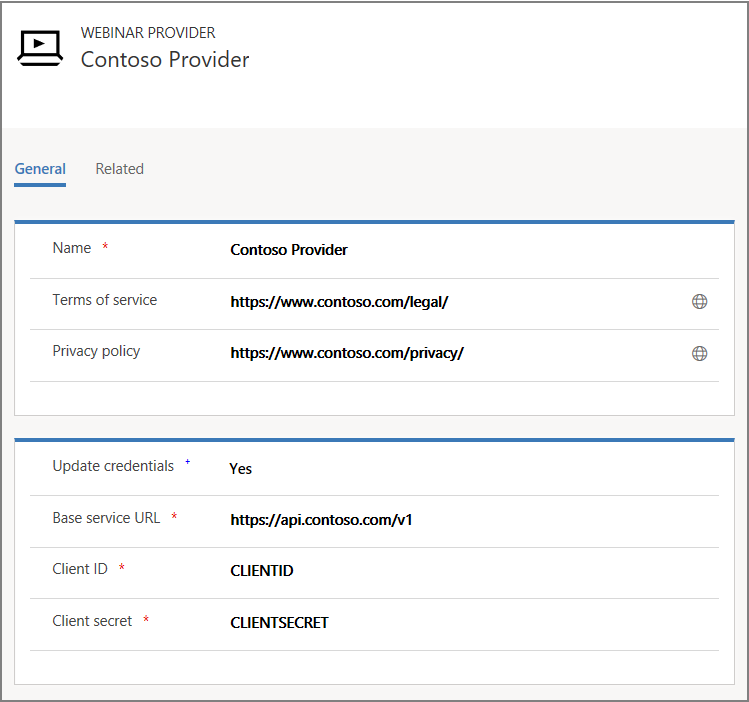 WEBINAR PROVIDER
Contoso Provider
General Related
Name * Contoso Provider
Terms of service https://www.contoso.com/legal/
Privacy policy https://www.contoso.com/privacy/
Update credentials + Yes
Base service URL * https://api.contoso.com/v1
Client ID * CLIENTID
Client secret * CLIENTSECRET